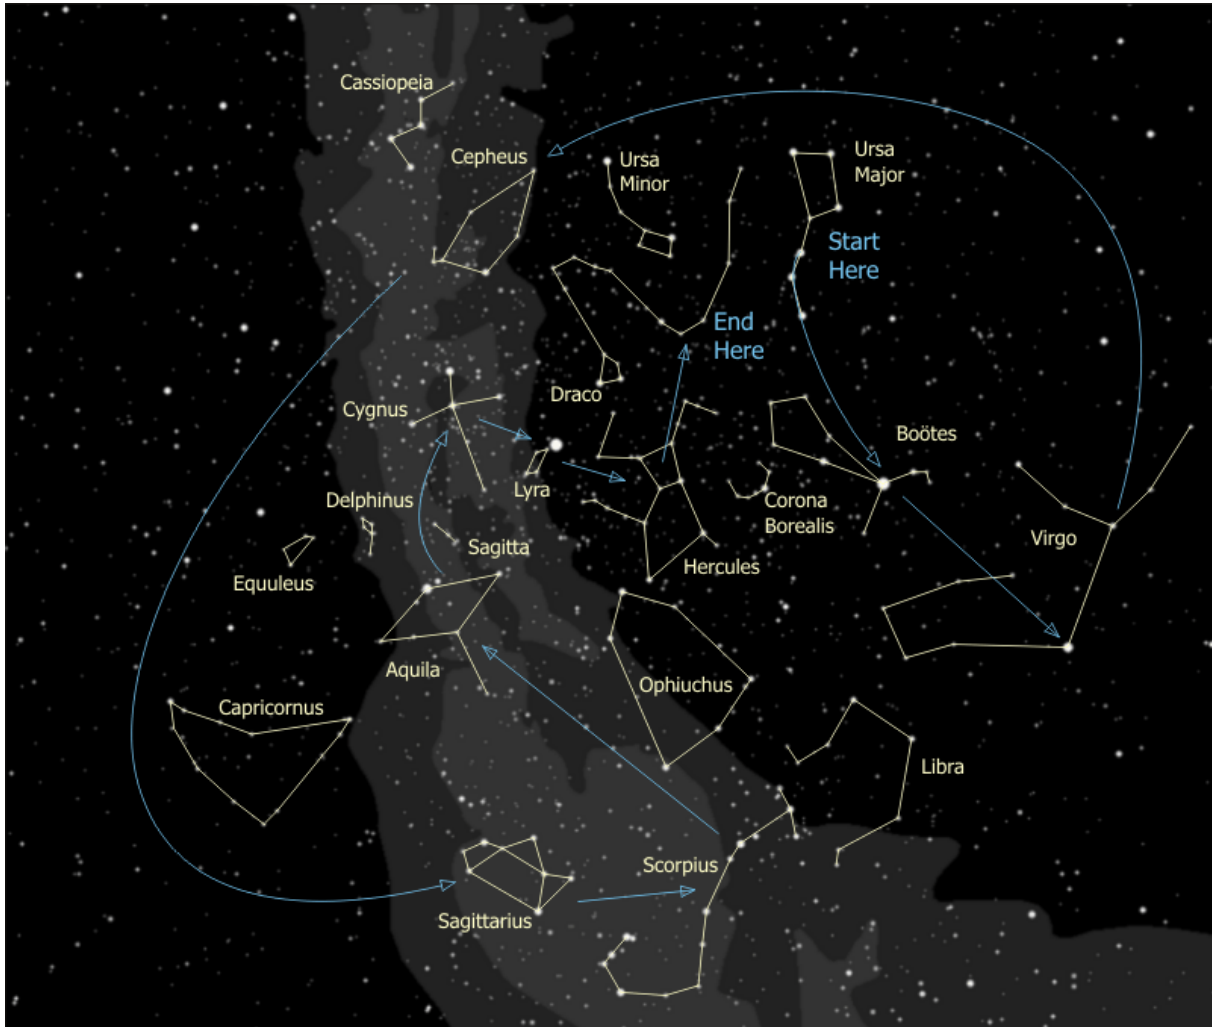 Cassiopeia
Cepheus
Ursa
Minor
Ursa
Major
Start
Here
End
Here
Draco
Cygnus
Boötes
Lyra
Delphinus
Corona
Borealis
Virgo
Sagitta
Hercules
Equuleus
Aquila
Ophiuchus
Capricornus
Libra
Scorpius
Sagittarius